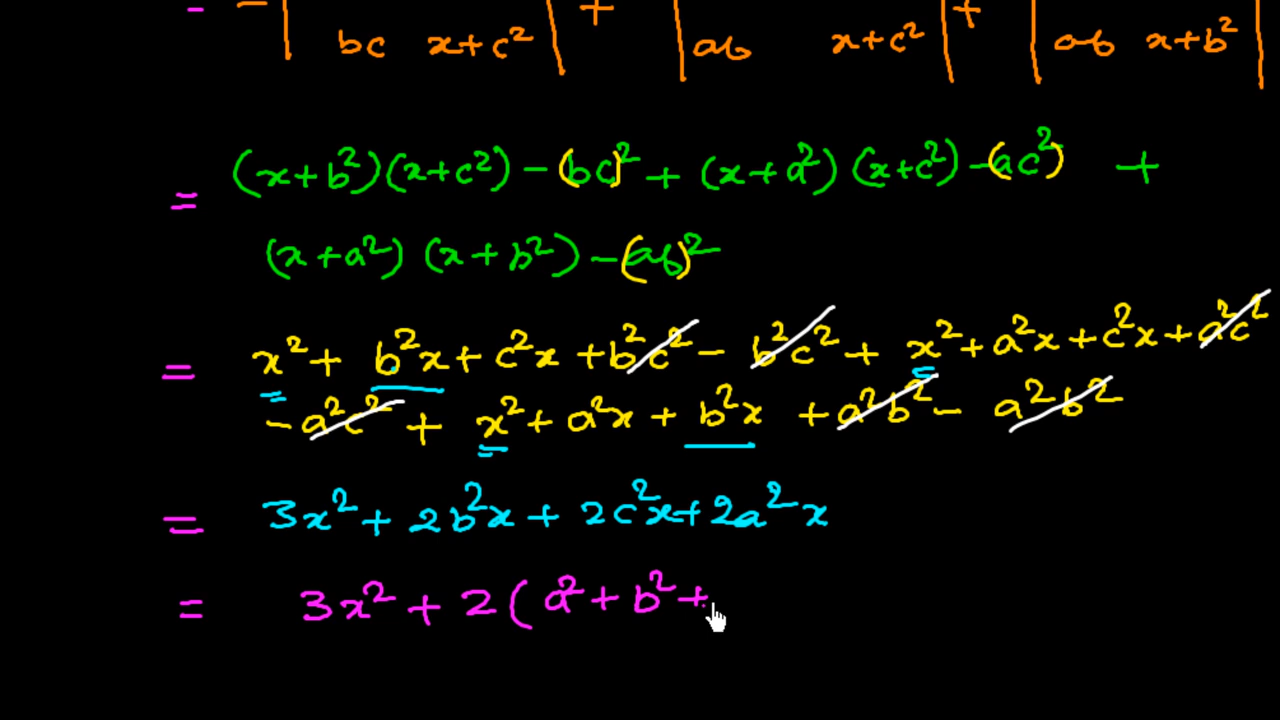 = - | bc x+c² | + | ab x+c² | + | ab x+b² |
= (x+b²)(x+c²) - (bc)² + (x+a²) (x+c²) - (ac²) +
(x+a²) (x+b²) - (ab)²
= x² + b²x + c²x + b²c² - b²c² + x² + a²x + c²x + a²c²
- a²c² + x² + a²x + b²x + a²b² - a²b²
= 3x² + 2b²x + 2c²x + 2a²x
= 3x² + 2 (a² + b² +